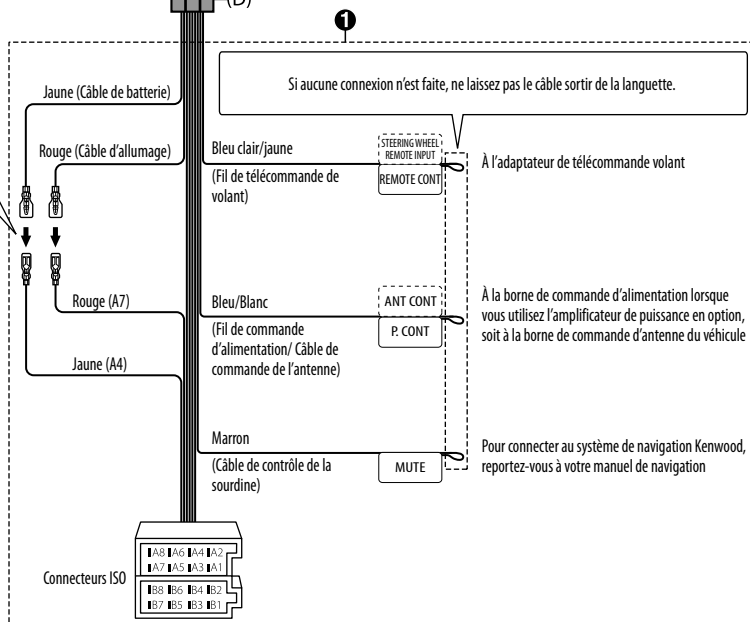 (D)
1
Si aucune connexion n'est faite, ne laissez pas le câble sortir de la languette.
Jaune (Câble de batterie)
Rouge (Câble d'allumage)
Bleu clair/jaune
(Fil de télécommande de
volant)
STEERING WHEEL
REMOTE INPUT
REMOTE CONT
À l'adaptateur de télécommande volant
Rouge (A7)
Jaune (A4)
Bleu/Blanc
(Fil de commande
d'alimentation/ Câble de
commande de l'antenne)
ANT CONT
P. CONT
À la borne de commande d'alimentation lorsque
vous utilisez l'amplificateur de puissance en option,
soit à la borne de commande d'antenne du véhicule
Marron
(Câble de contrôle de la
sourdine)
MUTE
Pour connecter au système de navigation Kenwood,
reportez-vous à votre manuel de navigation
Connecteurs ISO
A8 A6 A4 A2
A7 A5 A3 A1
B8 B6 B4 B2
B7 B5 B3 B1